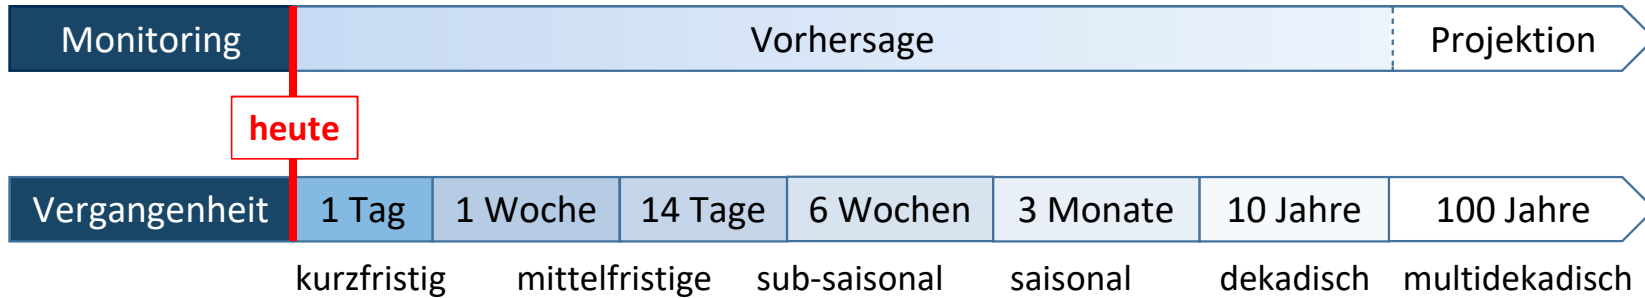 Monitoring Vorhersage Projektion
heute
Vergangenheit 1 Tag 1 Woche 14 Tage 6 Wochen 3 Monate 10 Jahre 100 Jahre
kurzfristig mittelfristige sub-saisonal saisonal dekadisch multidekadisch